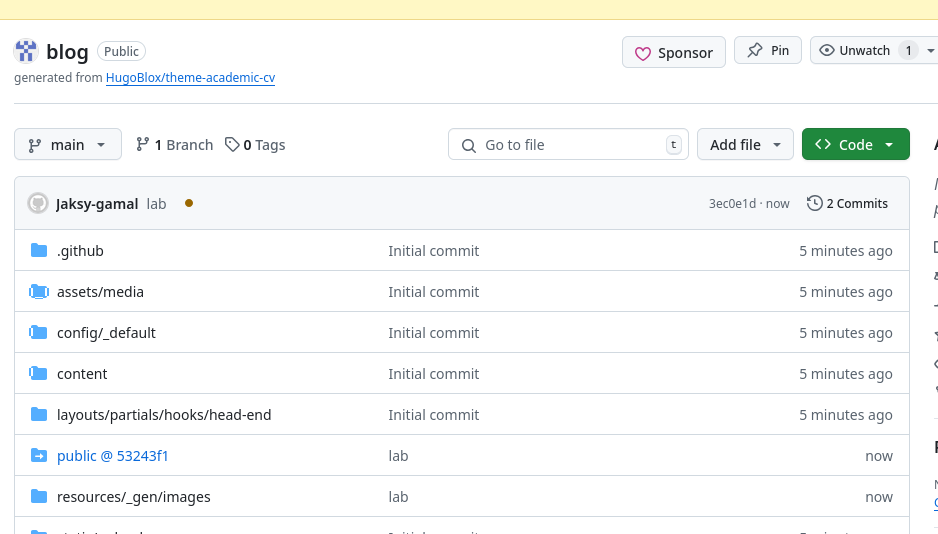 blog Public
generated from HugoBlox/theme-academic-cv
Sponsor
Pin
Unwatch 1
main
1 Branch
0 Tags
Go to file t
Add file
Code
Jaksy-gamal lab
3ec0e1d · now
2 Commits
.github Initial commit 5 minutes ago
assets/media Initial commit 5 minutes ago
config/_default Initial commit 5 minutes ago
content Initial commit 5 minutes ago
layouts/partials/hooks/head-end Initial commit 5 minutes ago
public @ 53243f1 lab now
resources/_gen/images lab now